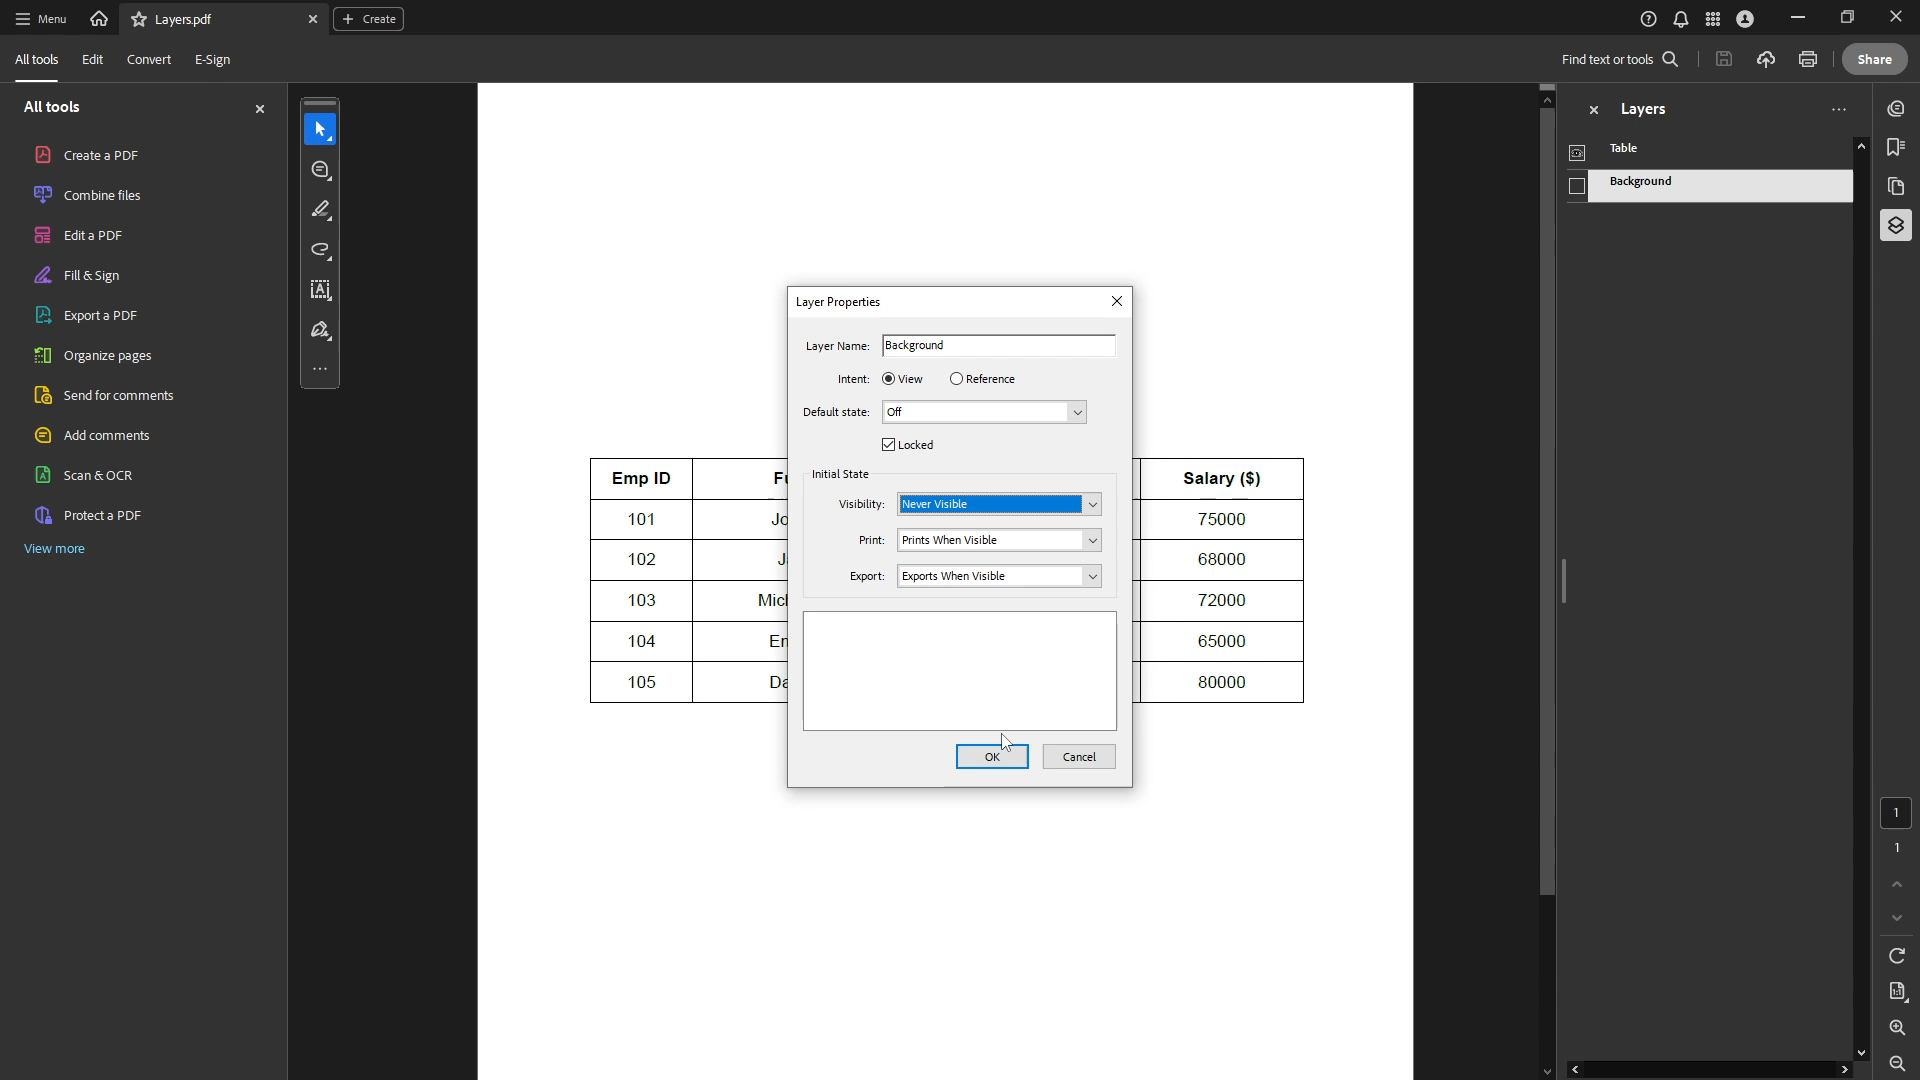 Menu
Layers.pdf
Create
All tools
Edit
Convert
E-Sign
Find text or tools
Share
All tools
Create a PDF
Combine files
Edit a PDF
Fill & Sign
Export a PDF
Organize pages
Send for comments
Add comments
Scan & OCR
Protect a PDF
View more
Layer Properties
Layer Name: Background
Intent: View Reference
Default state: Off
Locked
Initial State
Visibility: Never Visible
Print: Prints When Visible
Export: Exports When Visible
OK Cancel
Emp ID Salary ($)
101 75000
102 68000
103 72000
104 65000
105 80000
Layers
Table
Background
1
1